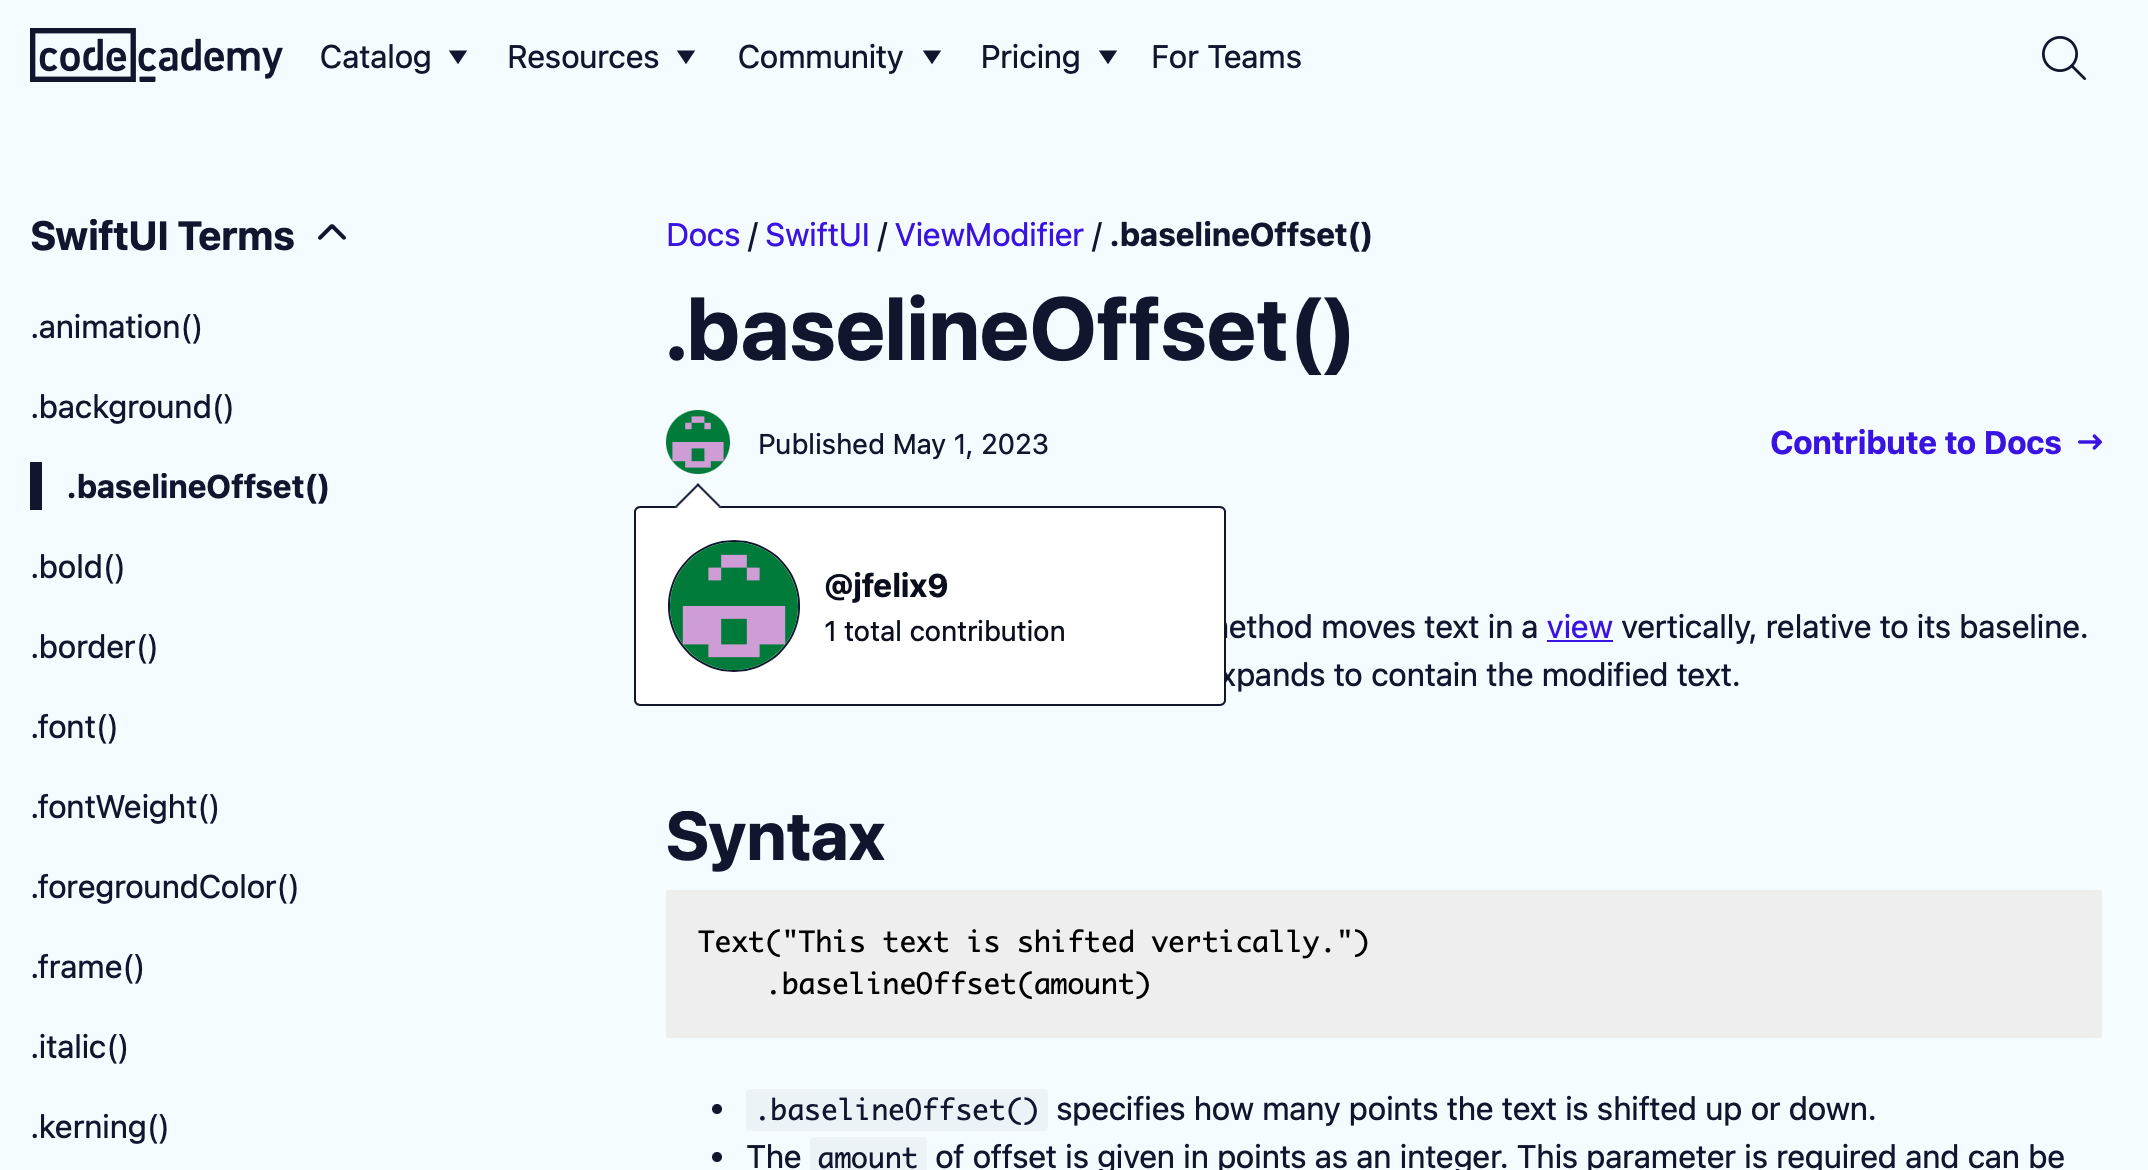 codecademy Catalog Resources Community Pricing For Teams
SwiftUI Terms
.animation()
.background()
.baselineOffset()
.bold()
.border()
.font()
.fontWeight()
.foregroundColor()
.frame()
.italic()
.kerning()
Docs / SwiftUI / ViewModifier / .baselineOffset()
.baselineOffset()
Published May 1, 2023
Contribute to Docs →
@jfelix9
1 total contribution
moves text in a view vertically, relative to its baseline.
to contain the modified text.
Syntax
Text("This text is shifted vertically.")
.baselineOffset(amount)
• .baselineOffset() specifies how many points the text is shifted up or down.
• The amount of offset is given in points as an integer. This parameter is required and can be